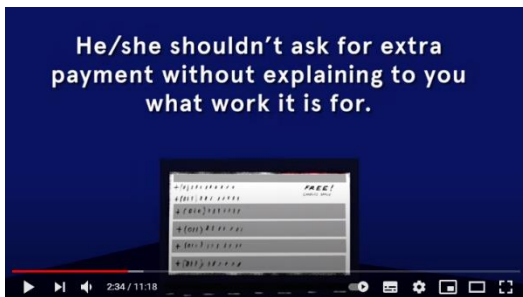 He/she shouldn't ask for extra
payment without explaining to you
what work it is for.
FREE!
2:34 / 11:18